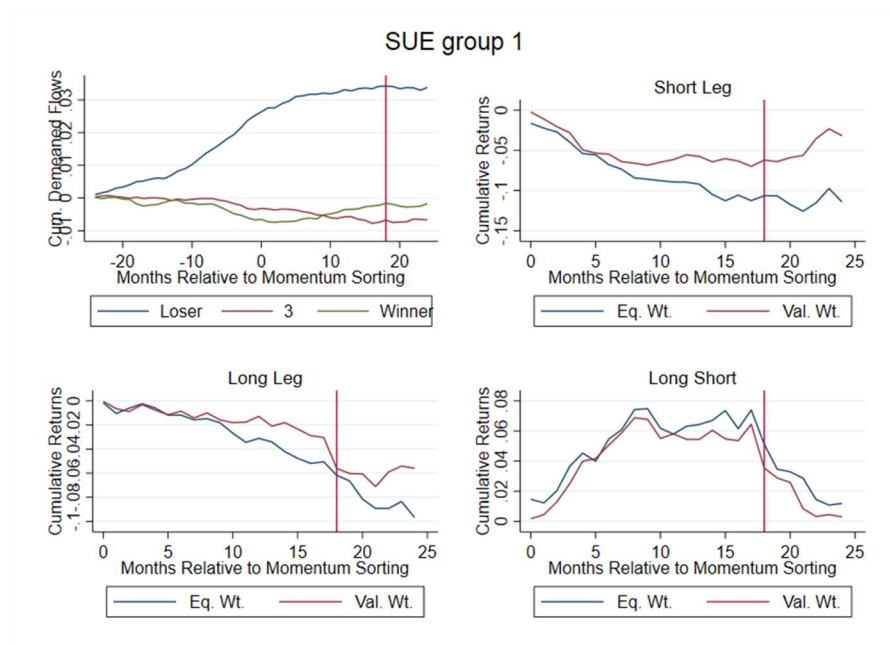 SUE group 1
Cum. Demeaned Flows
-.01 0 .01 .02 .03
-20 -10 0 10 20
Months Relative to Momentum Sorting
Loser 3 Winner
Short Leg
Cumulative Returns
-.15 -.1 -.05 0
0 5 10 15 20 25
Months Relative to Momentum Sorting
Eq. Wt. Val. Wt.
Long Leg
Cumulative Returns
-.1 -.08 -.06 -.04 -.02 0
0 5 10 15 20 25
Months Relative to Momentum Sorting
Eq. Wt. Val. Wt.
Long Short
Cumulative Returns
0 .02 .04 .06 .08
0 5 10 15 20 25
Months Relative to Momentum Sorting
Eq. Wt. Val. Wt.